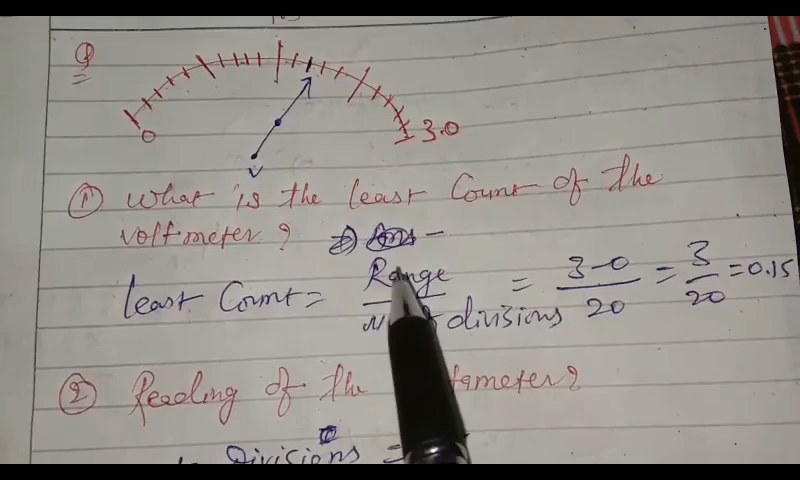 Q
0 3.0
V
① What is the least Count of the
voltmeter?
least Count = Range / divisions = 3-0 / 20 = 3 / 20 = 0.15
② Reading of the meter?
Divisions =